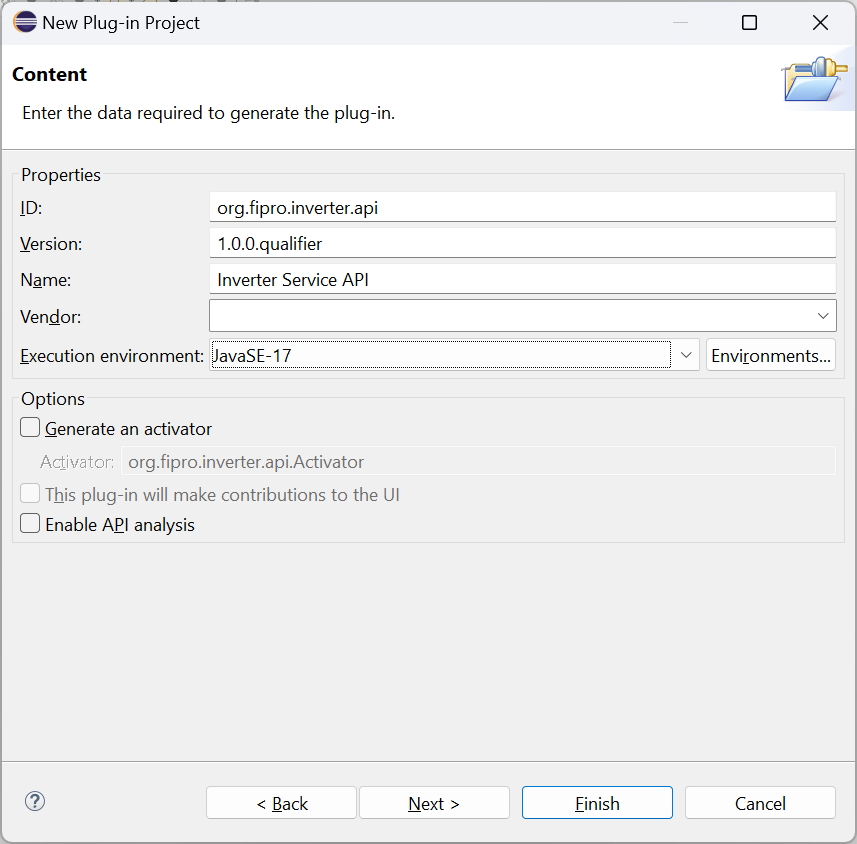 New Plug-in Project
Content
Enter the data required to generate the plug-in.
Properties
ID: org.fipro.inverter.api
Version: 1.0.0.qualifier
Name: Inverter Service API
Vendor:
Execution environment: JavaSE-17 Environments...
Options
Generate an activator
Activator: org.fipro.inverter.api.Activator
This plug-in will make contributions to the UI
Enable API analysis
? < Back Next > Finish Cancel